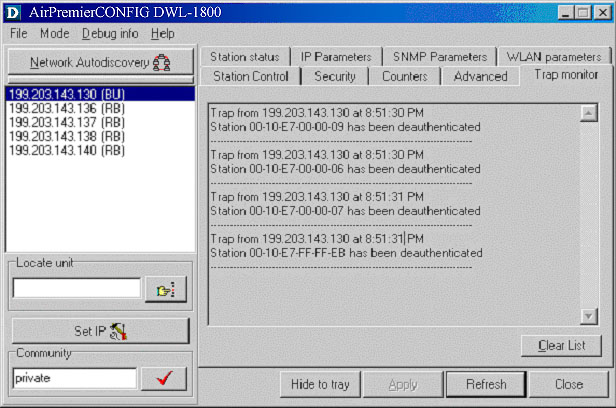 D AirPremierCONFIG DWL-1800
File Mode Debug info Help
Network Autodiscovery
199.203.143.130 (BU)
199.203.143.136 (RB)
199.203.143.137 (RB)
199.203.143.138 (RB)
199.203.143.140 (RB)
Locate unit
Set IP
Community
private
Station status IP Parameters SNMP Parameters WLAN parameters
Station Control Security Counters Advanced Trap monitor
Trap from 199.203.143.130 at 8:51:30 PM
Station 00-10-E7-00-00-09 has been deauthenticated
--------------------------------------------------------------------
Trap from 199.203.143.130 at 8:51:30 PM
Station 00-10-E7-00-00-06 has been deauthenticated
--------------------------------------------------------------------
Trap from 199.203.143.130 at 8:51:31 PM
Station 00-10-E7-00-00-07 has been deauthenticated
--------------------------------------------------------------------
Trap from 199.203.143.130 at 8:51:31 PM
Station 00-10-E7-FF-FF-EB has been deauthenticated
--------------------------------------------------------------------
Clear List
Hide to tray Apply Refresh Close